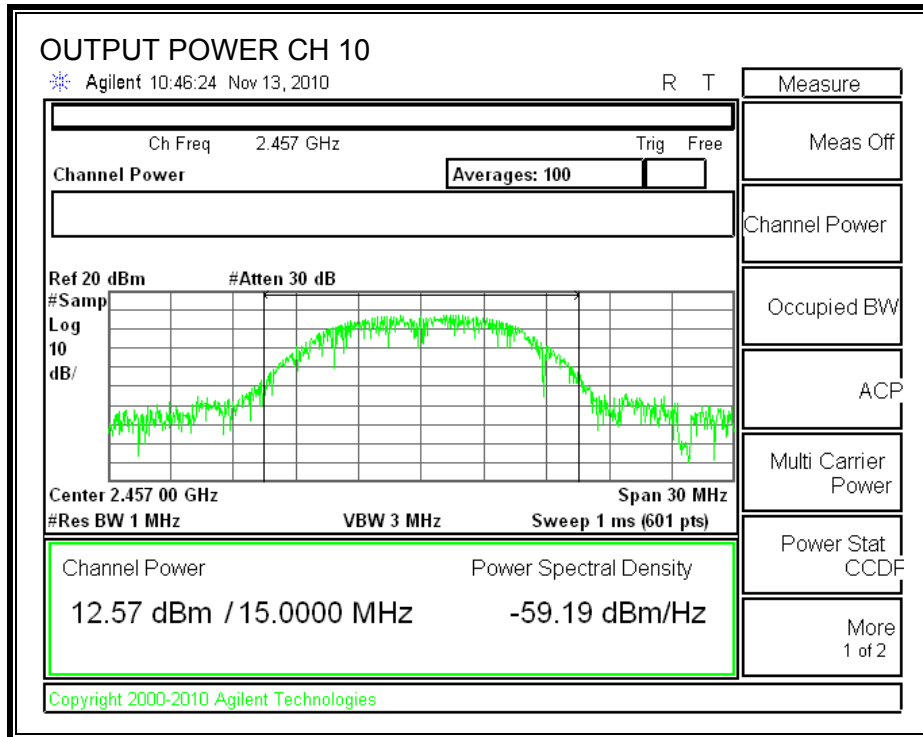 OUTPUT POWER CH 10
Agilent 10:46:24 Nov 13, 2010 R T
Measure
Ch Freq 2.457 GHz Trig Free
Meas Off
Channel Power Averages: 100
Channel Power
Ref 20 dBm #Atten 30 dB
#Samp
Log
10
dB/
Occupied BW
ACP
Multi Carrier
Power
Center 2.457 00 GHz Span 30 MHz
#Res BW 1 MHz VBW 3 MHz Sweep 1 ms (601 pts)
Power Stat
CCDF
Channel Power Power Spectral Density
12.57 dBm / 15.0000 MHz -59.19 dBm/Hz
More
1 of 2
Copyright 2000-2010 Agilent Technologies